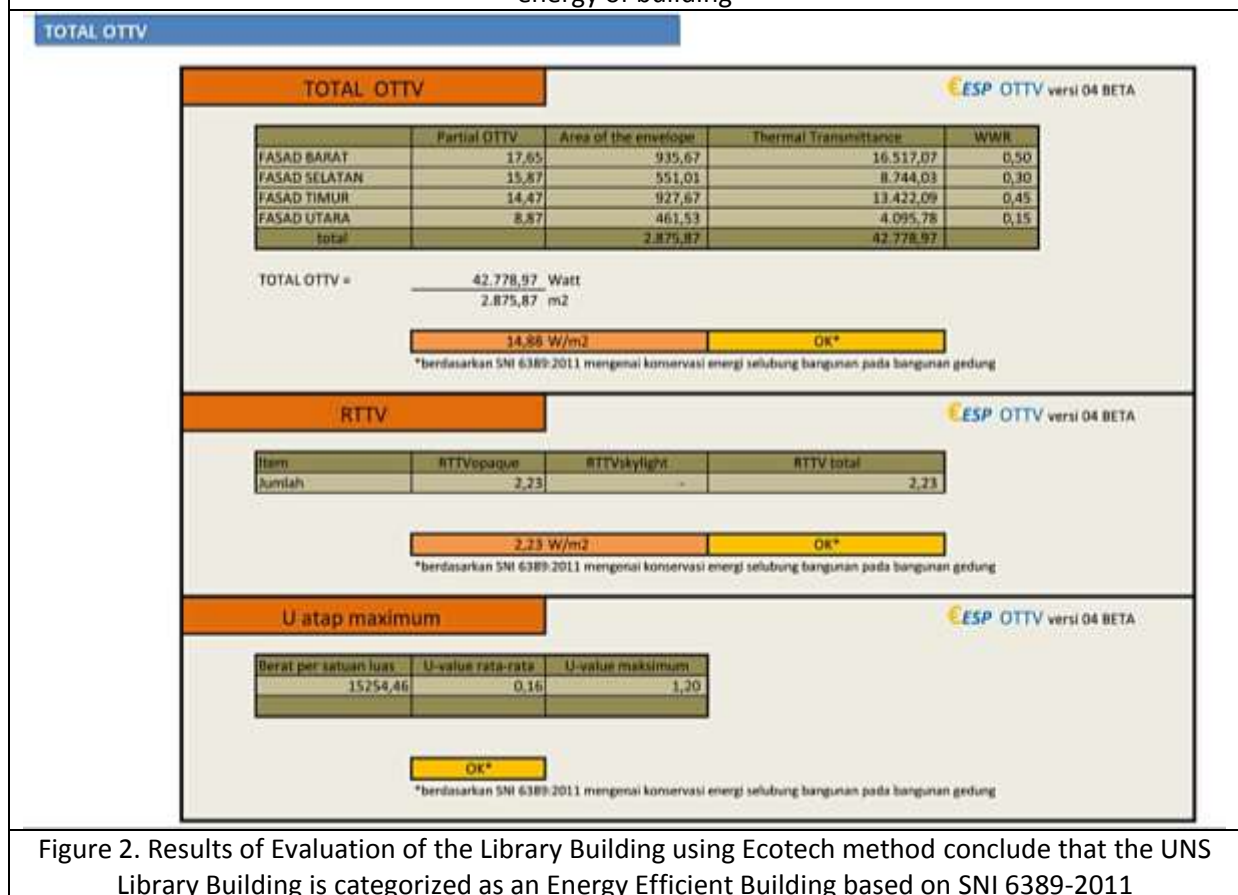 energy of building
TOTAL OTTV
TOTAL OTTV €ESP OTTV versi 04 BETA
Partial OTTV Area of the envelope Thermal Transmittance WWR
FASAD BARAT 17,65 935,67 16.517,07 0,50
FASAD SELATAN 15,87 551,01 8.744,03 0,30
FASAD TIMUR 14,47 927,67 13.422,09 0,45
FASAD UTARA 8,87 461,53 4.095,78 0,15
total 2.875,87 42.778,97
TOTAL OTTV = 42.778,97 Watt
2.875,87 m2
14,88 W/m2 OK*
*berdasarkan SNI 6389:2011 mengenai konservasi energi selubung bangunan pada bangunan gedung
RTTV €ESP OTTV versi 04 BETA
Item RTTVopaque RTTVskylight RTTV total
Jumlah 2,23 - 2,23
2,23 W/m2 OK*
*berdasarkan SNI 6389:2011 mengenai konservasi energi selubung bangunan pada bangunan gedung
U atap maximum €ESP OTTV versi 04 BETA
Berat per satuan luas U-value rata-rata U-value maksimum
15254,46 0,16 1,20
OK*
*berdasarkan SNI 6389:2011 mengenai konservasi energi selubung bangunan pada bangunan gedung
Figure 2. Results of Evaluation of the Library Building using Ecotech method conclude that the UNS
Library Building is categorized as an Energy Efficient Building based on SNI 6389-2011